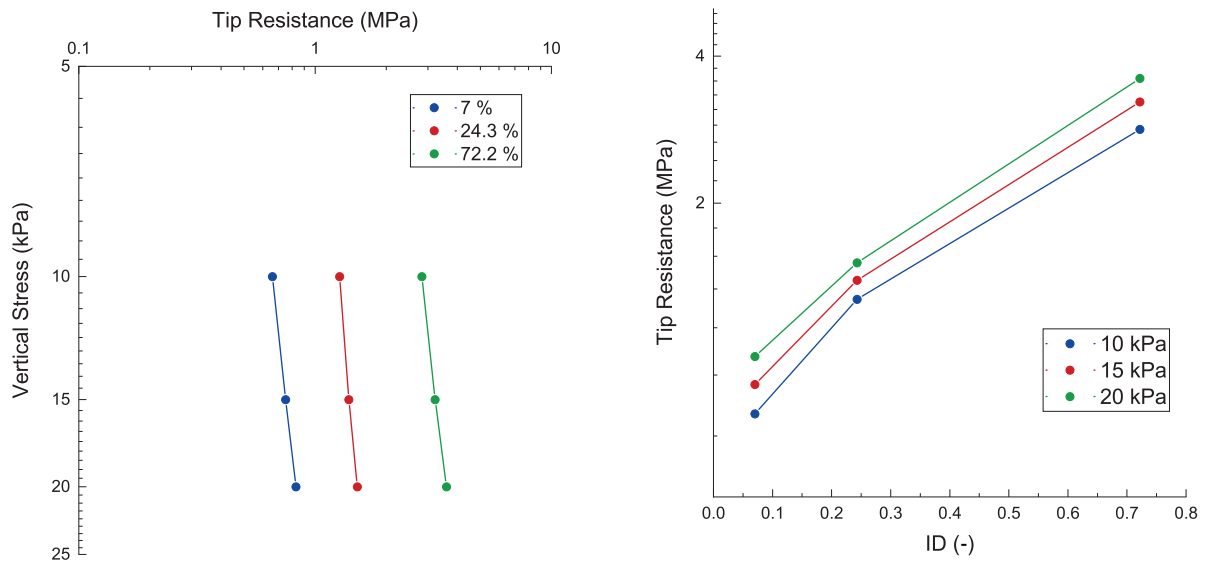 Tip Resistance (MPa)
0.1 1 10
5
10
15
20
25
Vertical Stress (kPa)
7 %
24.3 %
72.2 %
4
2
Tip Resistance (MPa)
10 kPa
15 kPa
20 kPa
0.0 0.1 0.2 0.3 0.4 0.5 0.6 0.7 0.8
ID (-)